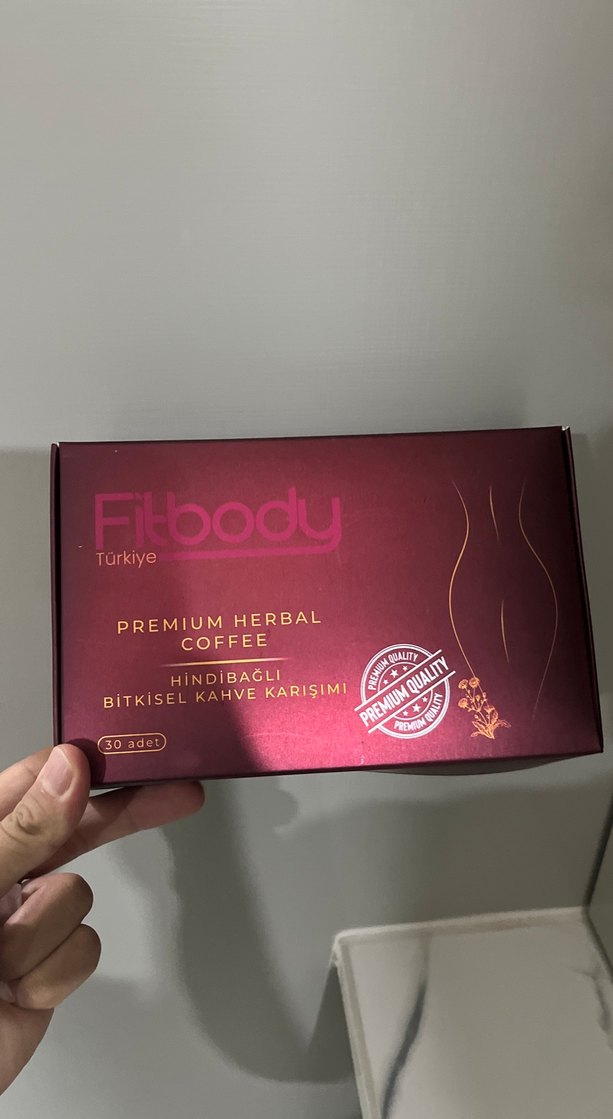 Fitbody
Türkiye
PREMIUM HERBAL
COFFEE
HİNDİBAĞLI
BİTKİSEL KAHVE KARIŞIMI
30 adet
PREMIUM QUALITY
PREMIUM QUALITY
PREMIUM QUALITY